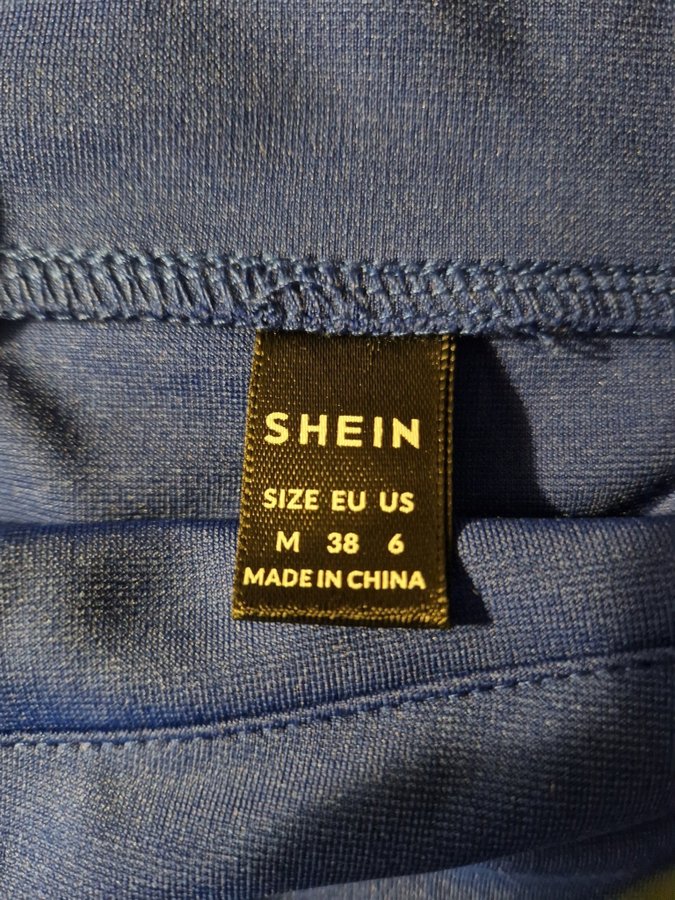 SHEIN
SIZE EU US
M 38 6
MADE IN CHINA